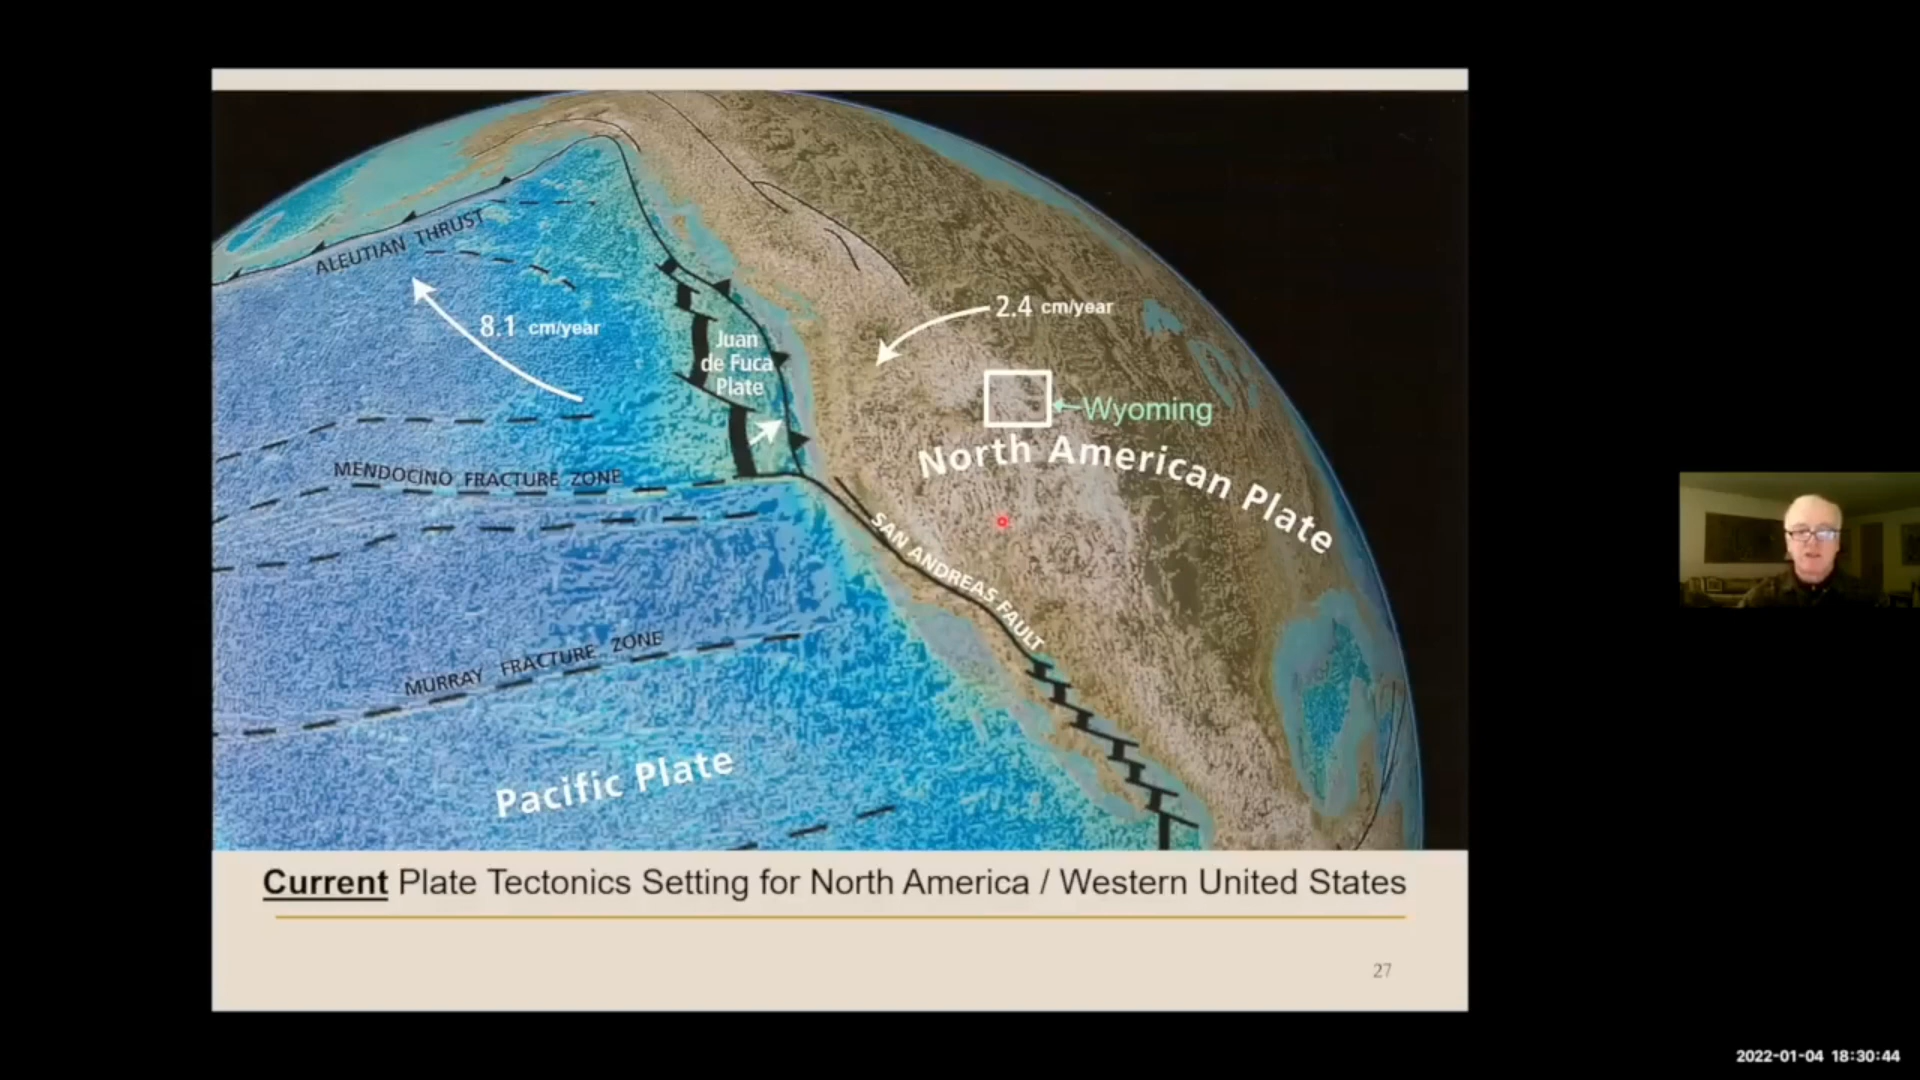 ALEUTIAN THRUST
8.1 cm/year
2.4 cm/year
Juan
de Fuca
Plate
Wyoming
North American Plate
MENDOCINO FRACTURE ZONE
SAN ANDREAS FAULT
MURRAY FRACTURE ZONE
Pacific Plate
Current Plate Tectonics Setting for North America / Western United States
27
2022-01-04 18:30:44